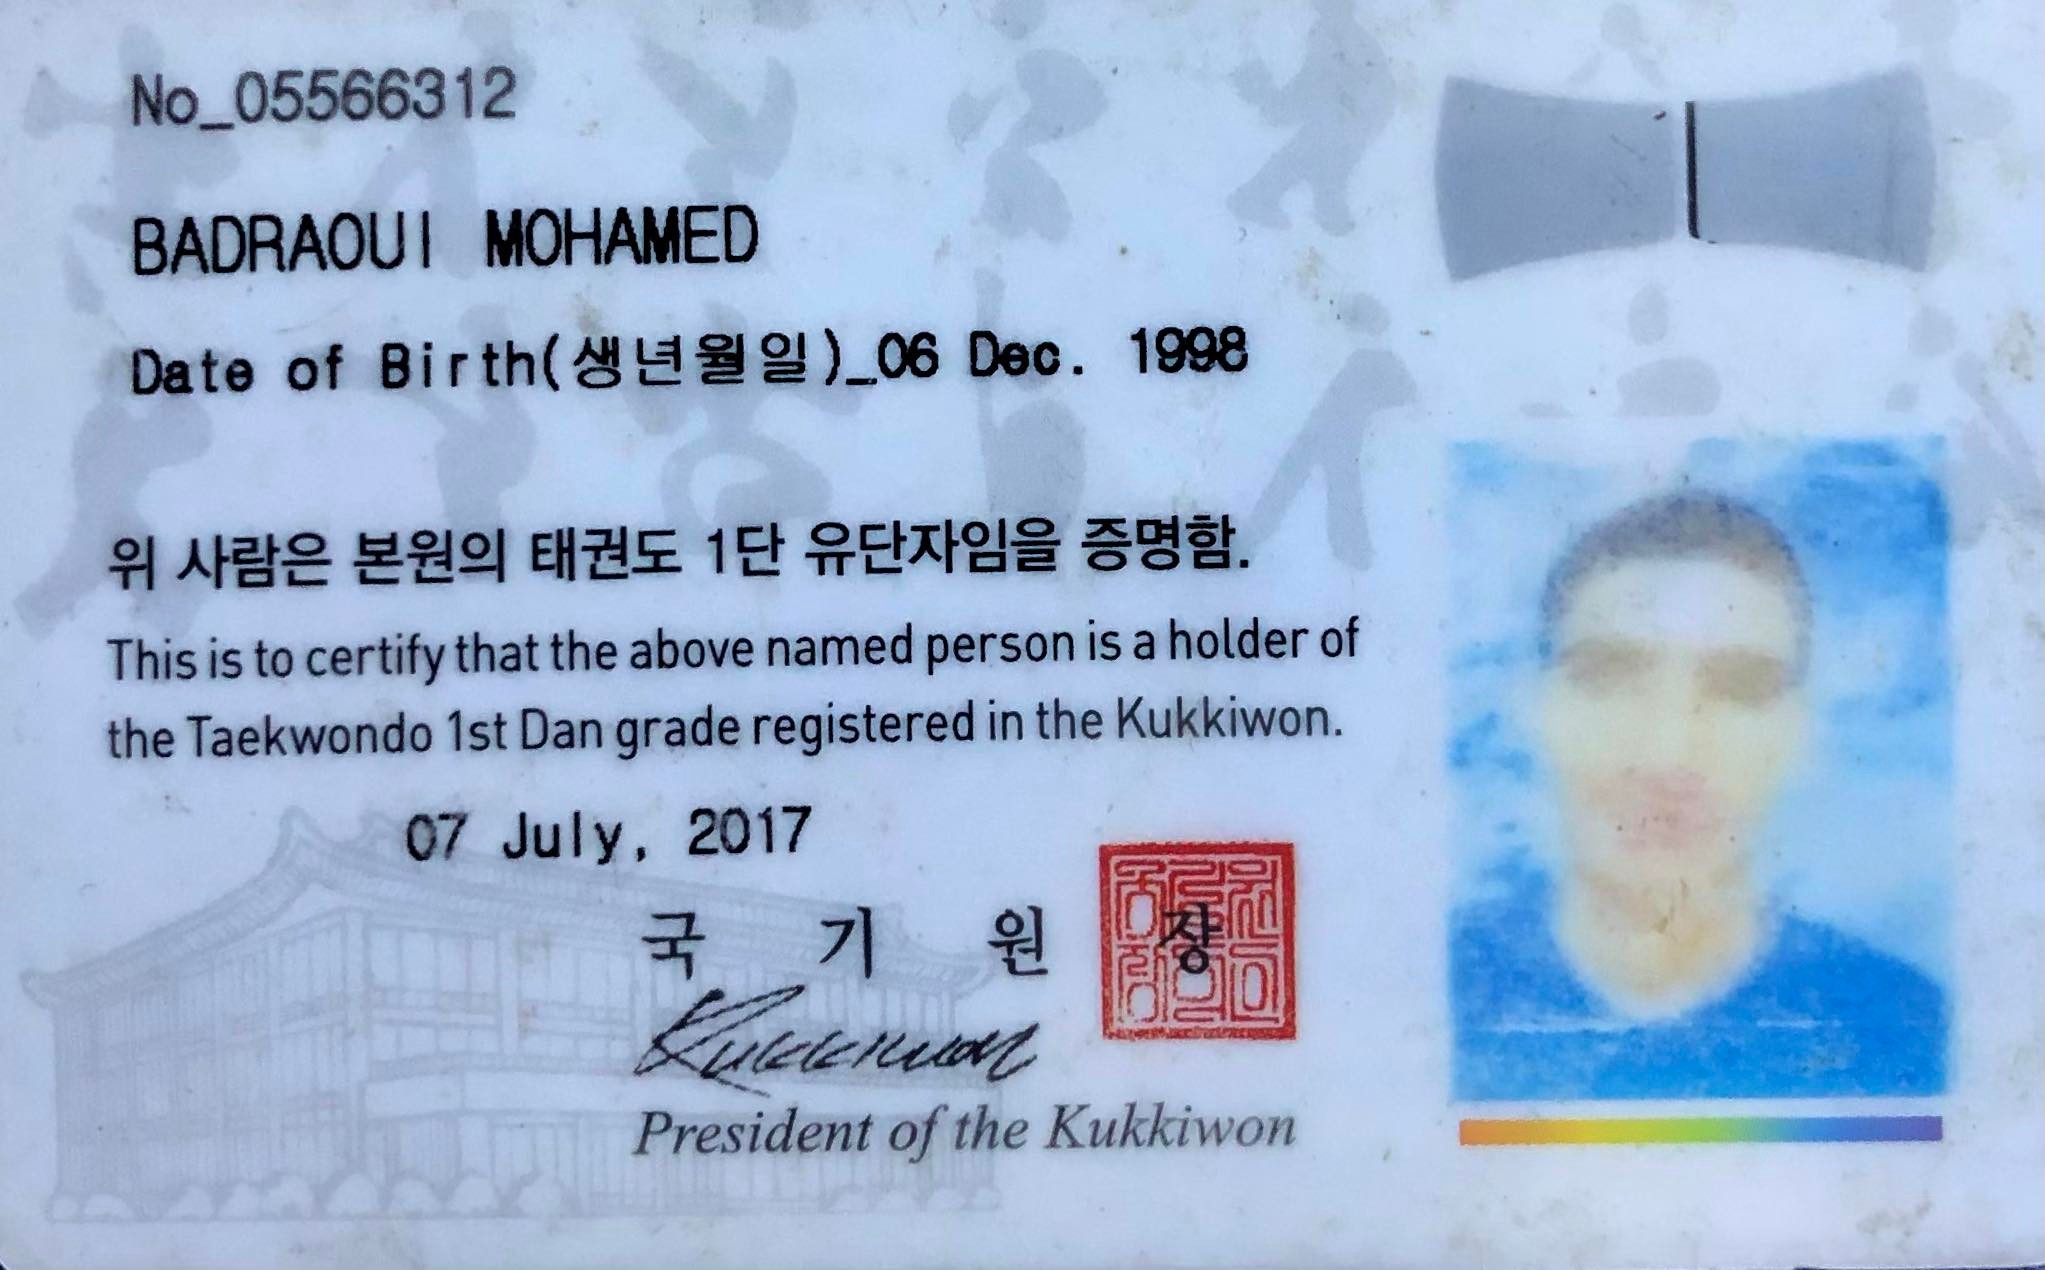 No_05566312
BADRAOUI MOHAMED
Date of Birth(생년월일)_06 Dec. 1998
위 사람은 본원의 태권도 1단 유단자임을 증명함.
This is to certify that the above named person is a holder of
the Taekwondo 1st Dan grade registered in the Kukkiwon.
07 July, 2017
국 기 원 장
Kukkiwon
President of the Kukkiwon